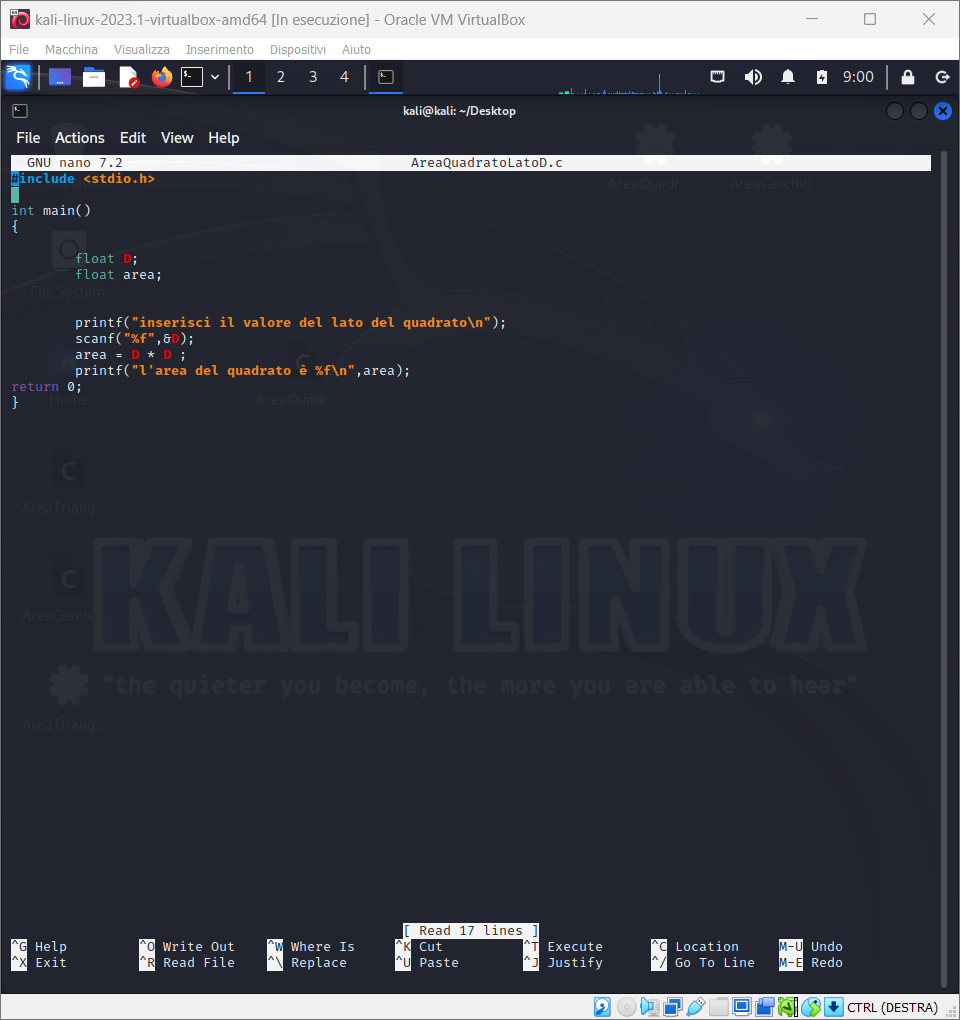 kali-linux-2023.1-virtualbox-amd64 [In esecuzione] - Oracle VM VirtualBox
File Macchina Visualizza Inserimento Dispositivi Aiuto
1 2 3 4 9:00
kali@kali: ~/Desktop
File Actions Edit View Help
GNU nano 7.2 AreaQuadratoLatoD.c
#include <stdio.h>
int main()
{
float D;
float area;
printf("inserisci il valore del lato del quadrato\n");
scanf("%f",&D);
area = D * D ;
printf("l'area del quadrato è %f\n",area);
return 0;
}
AreaQuadr... AreaCerchio
File System
Home AreaQuadr...
C
AreaTriang...
C
AreaCerch
KALI LINUX
"the quieter you become, the more you are able to hear"
AreaTriang...
[ Read 17 lines ]
^G Help ^O Write Out ^W Where Is ^K Cut ^T Execute ^C Location M-U Undo
^X Exit ^R Read File ^\ Replace ^U Paste ^J Justify ^/ Go To Line M-E Redo
CTRL (DESTRA)